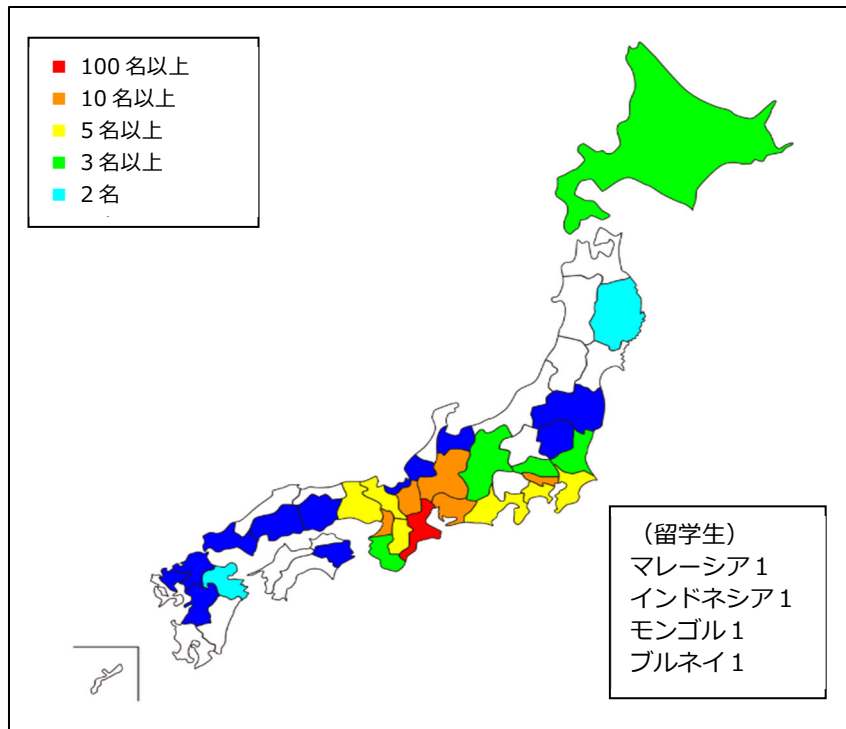 ■ 100 名以上
■ 10 名以上
■ 5 名以上
■ 3 名以上
■ 2 名
(留学生)
マレーシア1
インドネシア1
モンゴル1
ブルネイ1